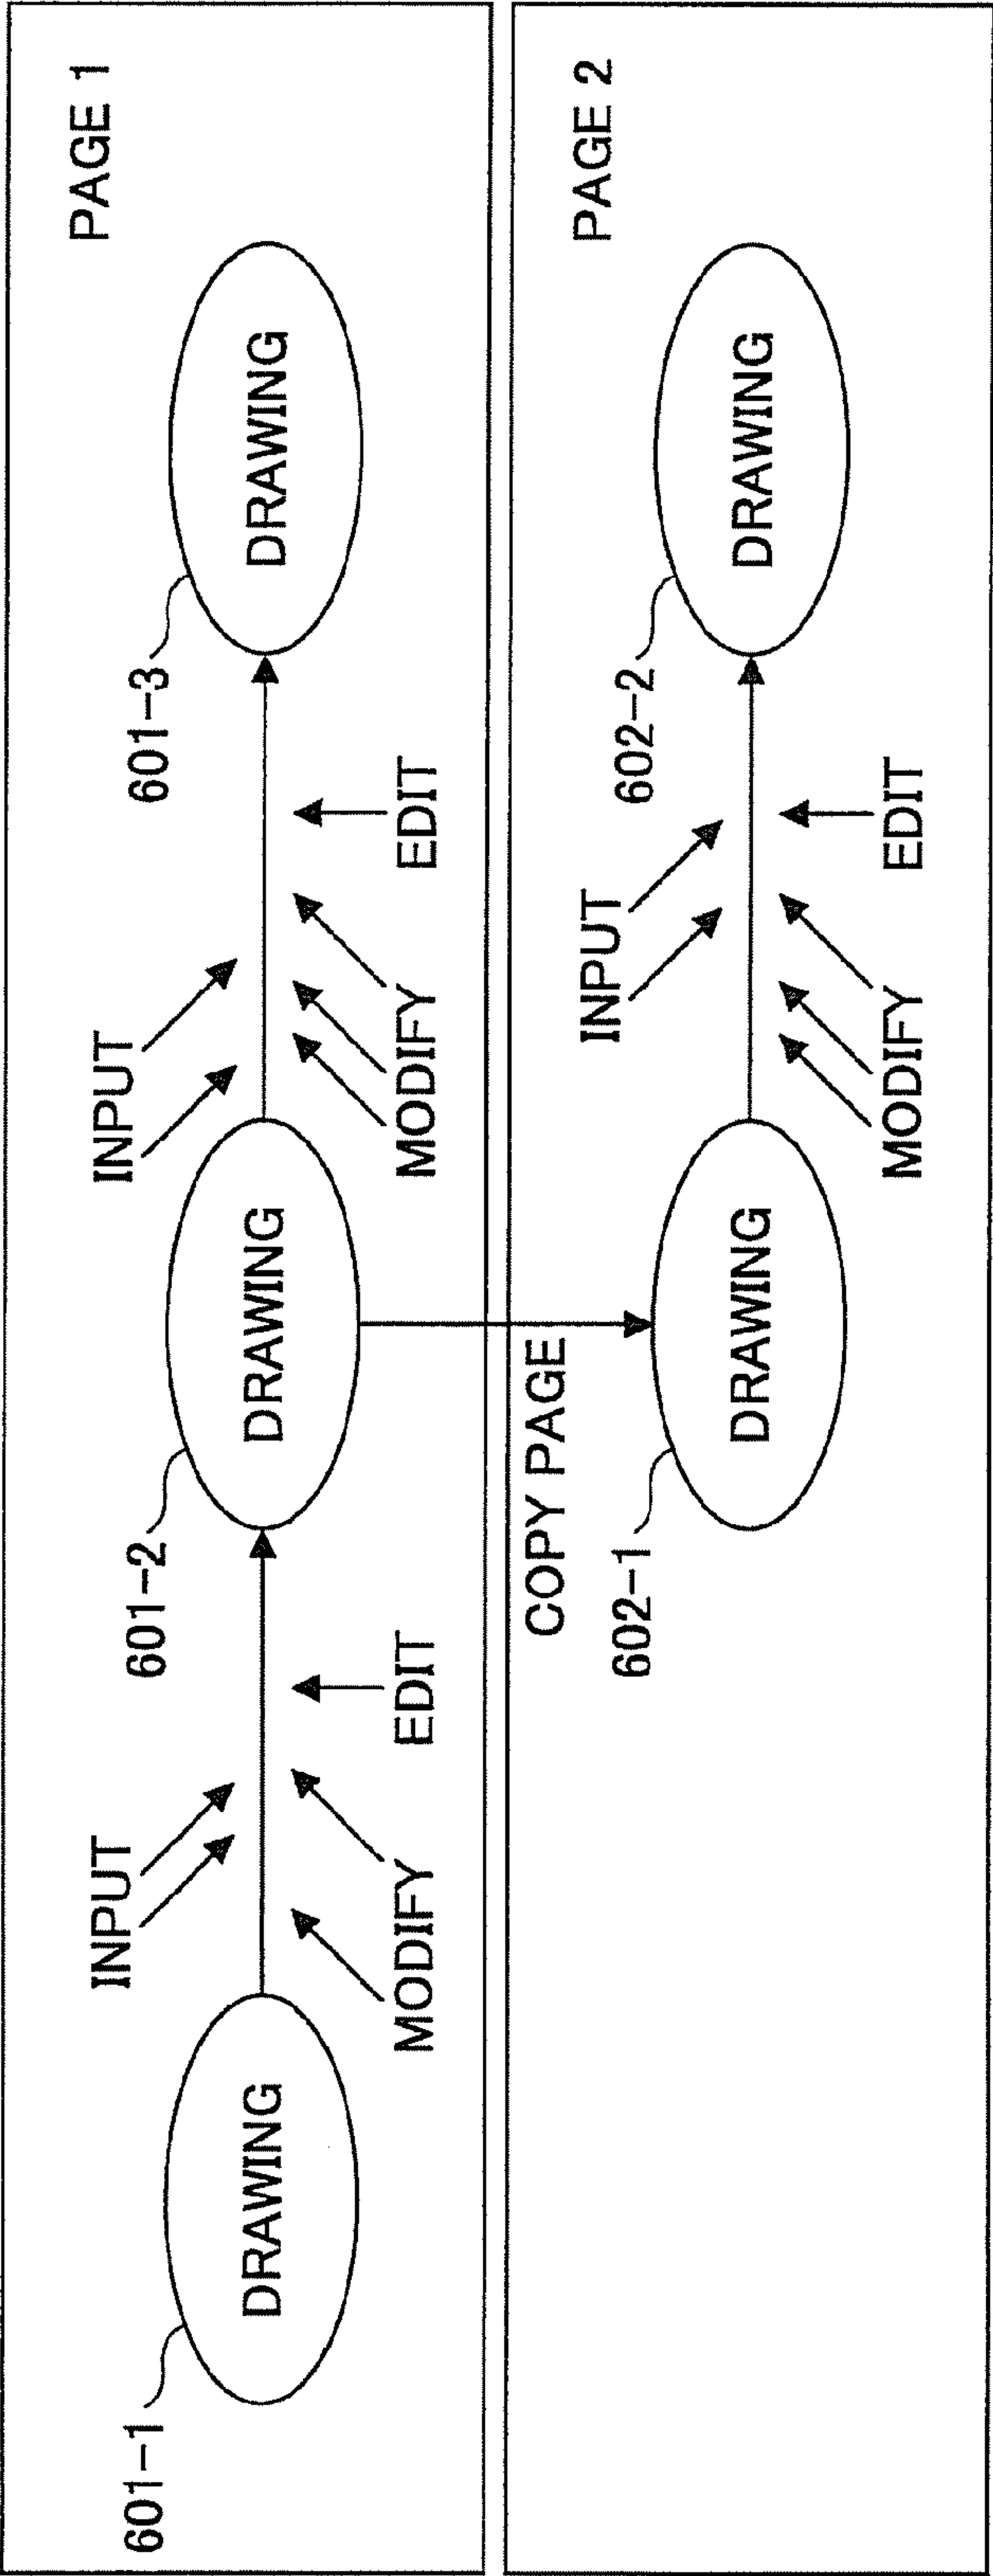 PAGE 1
601-1
DRAWING
INPUT
MODIFY
EDIT
601-2
DRAWING
INPUT
MODIFY
EDIT
601-3
DRAWING
COPY PAGE
PAGE 2
602-1
DRAWING
INPUT
MODIFY
EDIT
602-2
DRAWING